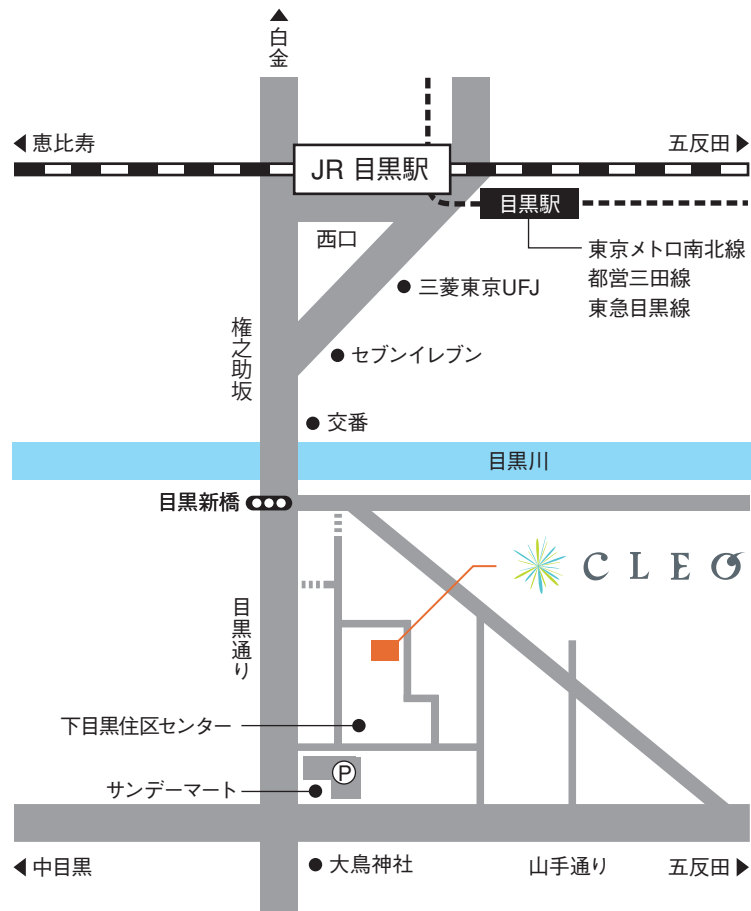 白金
恵比寿
五反田
JR 目黒駅
目黒駅
西口
東京メトロ南北線
都営三田線
東急目黒線
三菱東京UFJ
権之助坂
セブンイレブン
交番
目黒川
目黒新橋
CLEO
目黒通り
下目黒住区センター
P
サンデーマート
中目黒
大鳥神社
山手通り
五反田